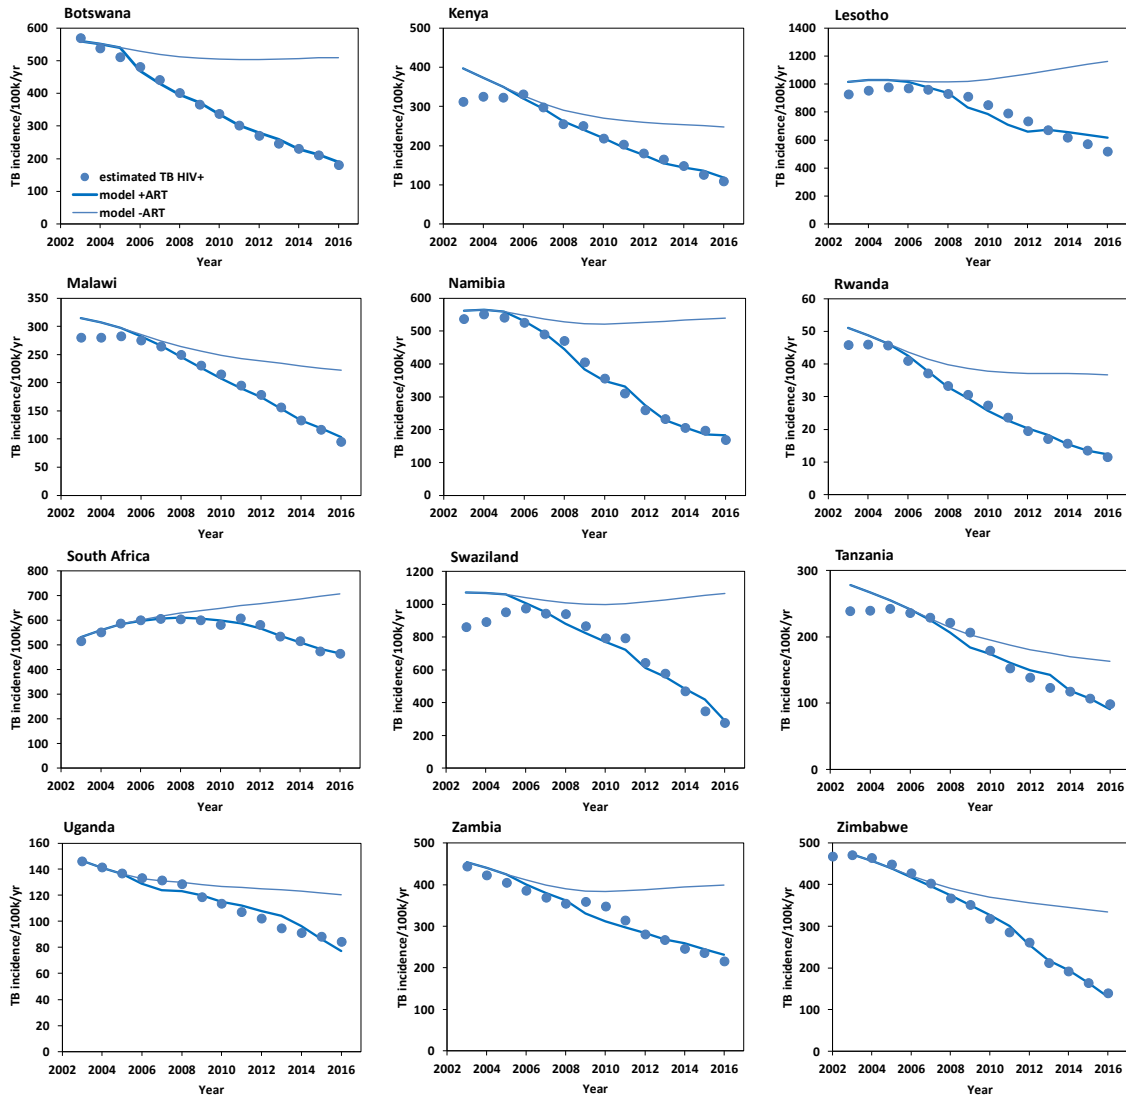 Botswana
TB incidence/100k/yr
600
500
400
300
200
100
0
estimated TB HIV+
model +ART
model -ART
2002 2004 2006 2008 2010 2012 2014 2016
Year
Kenya
TB incidence/100k/yr
500
400
300
200
100
0
2002 2004 2006 2008 2010 2012 2014 2016
Year
Lesotho
TB incidence/100k/yr
1400
1200
1000
800
600
400
200
0
2002 2004 2006 2008 2010 2012 2014 2016
Year
Malawi
TB incidence/100k/yr
350
300
250
200
150
100
50
0
2002 2004 2006 2008 2010 2012 2014 2016
Year
Namibia
TB incidence/100k/yr
600
500
400
300
200
100
0
2002 2004 2006 2008 2010 2012 2014 2016
Year
Rwanda
TB incidence/100k/yr
60
50
40
30
20
10
0
2002 2004 2006 2008 2010 2012 2014 2016
Year
South Africa
TB incidence/100k/yr
800
700
600
500
400
300
200
100
0
2002 2004 2006 2008 2010 2012 2014 2016
Year
Swaziland
TB incidence/100k/yr
1200
1000
800
600
400
200
0
2002 2004 2006 2008 2010 2012 2014 2016
Year
Tanzania
TB incidence/100k/yr
300
200
100
0
2002 2004 2006 2008 2010 2012 2014 2016
Year
Uganda
TB incidence/100k/yr
160
140
120
100
80
60
40
20
0
2002 2004 2006 2008 2010 2012 2014 2016
Year
Zambia
TB incidence/100k/yr
500
400
300
200
100
0
2002 2004 2006 2008 2010 2012 2014 2016
Year
Zimbabwe
TB incidence/100k/yr
500
400
300
200
100
0
2002 2004 2006 2008 2010 2012 2014 2016
Year